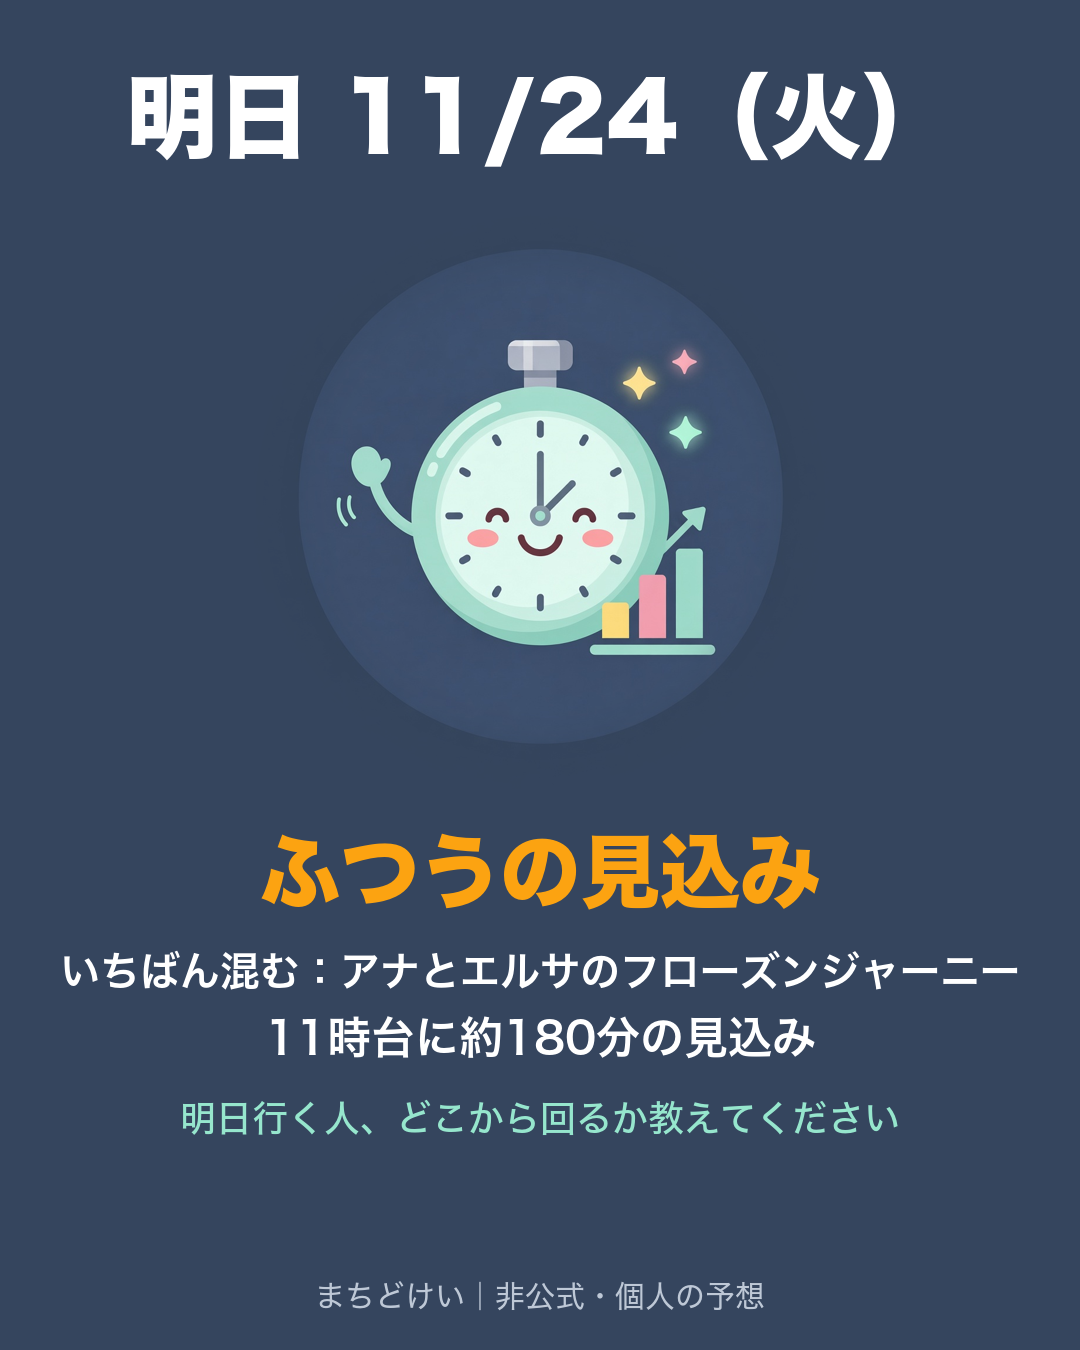 明日 11/24（火）
ふつうの見込み
いちばん混む：アナとエルサのフローズンジャーニー
11時台に約180分の見込み
明日行く人、どこから回るか教えてください
まちどけい｜非公式・個人の予想